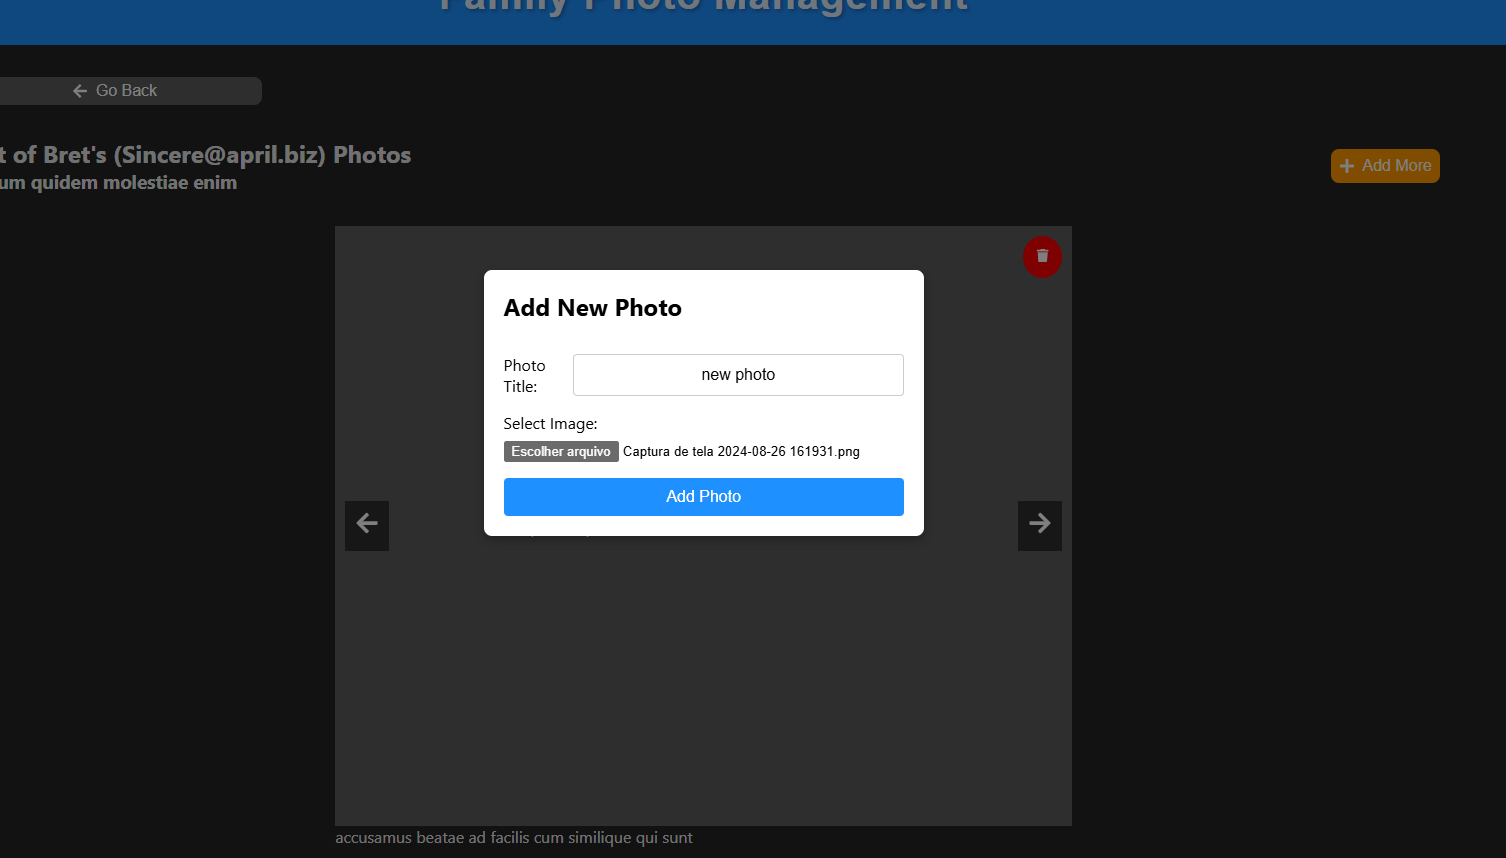 Family Photo Management
Go Back
t of Bret's (Sincere@april.biz) Photos
um quidem molestiae enim
Add More
Add New Photo
Photo
Title:
new photo
Select Image:
Escolher arquivo Captura de tela 2024-08-26 161931.png
Add Photo
accusamus beatae ad facilis cum similique qui sunt